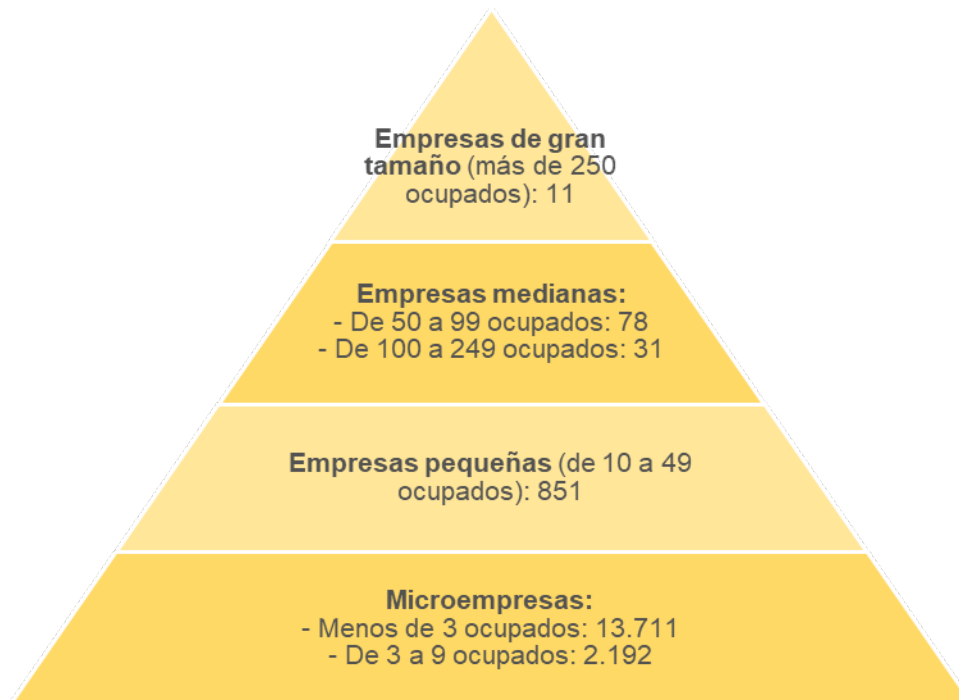 Empresas de gran
tamaño (más de 250
ocupados): 11
Empresas medianas:
- De 50 a 99 ocupados: 78
- De 100 a 249 ocupados: 31
Empresas pequeñas (de 10 a 49
ocupados): 851
Microempresas:
- Menos de 3 ocupados: 13.711
- De 3 a 9 ocupados: 2.192